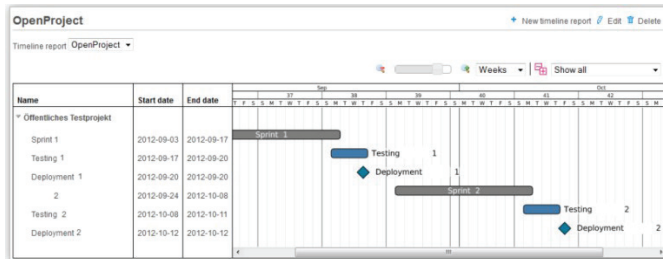 OpenProject
New timeline report Edit Delete
Timeline report OpenProject
Weeks Show all
Sep Oct
37 38 39 40 41 42
Name Start date End date
T F S S M T W T F S S M T W T F S S M T W T F S S M T W T F S S M T W T F S S M T W T F S S M
Öffentliches Testprojekt
Sprint 1 2012-09-03 2012-09-17 Sprint 1
Testing 1 2012-09-17 2012-09-20 Testing 1
Deployment 1 2012-09-20 2012-09-20 Deployment 1
2 2012-09-24 2012-10-08 Sprint 2
Testing 2 2012-10-08 2012-10-11 Testing 2
Deployment 2 2012-10-12 2012-10-12 Deployment 2